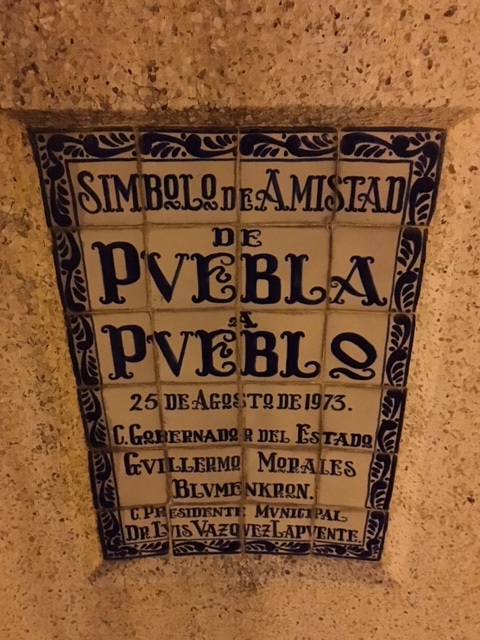 SIMBOLO DE AMISTAD
DE
PVEBLA
A
PVEBLO
25 DE AGOSTO DE 1973.
C. GOBERNADOR DEL ESTADO
GVILLERMO MORALES
BLVMENKRON.
C PRESIDENTE MVNICIPAL
DR. LVIS VAZQVEZ LAPVENTE.